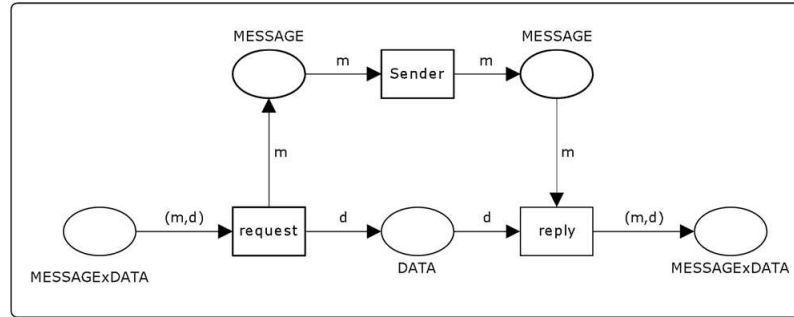 MESSAGE
MESSAGE
m
Sender
m
m
m
(m,d)
request
d
d
reply
(m,d)
MESSAGExDATA
DATA
MESSAGExDATA